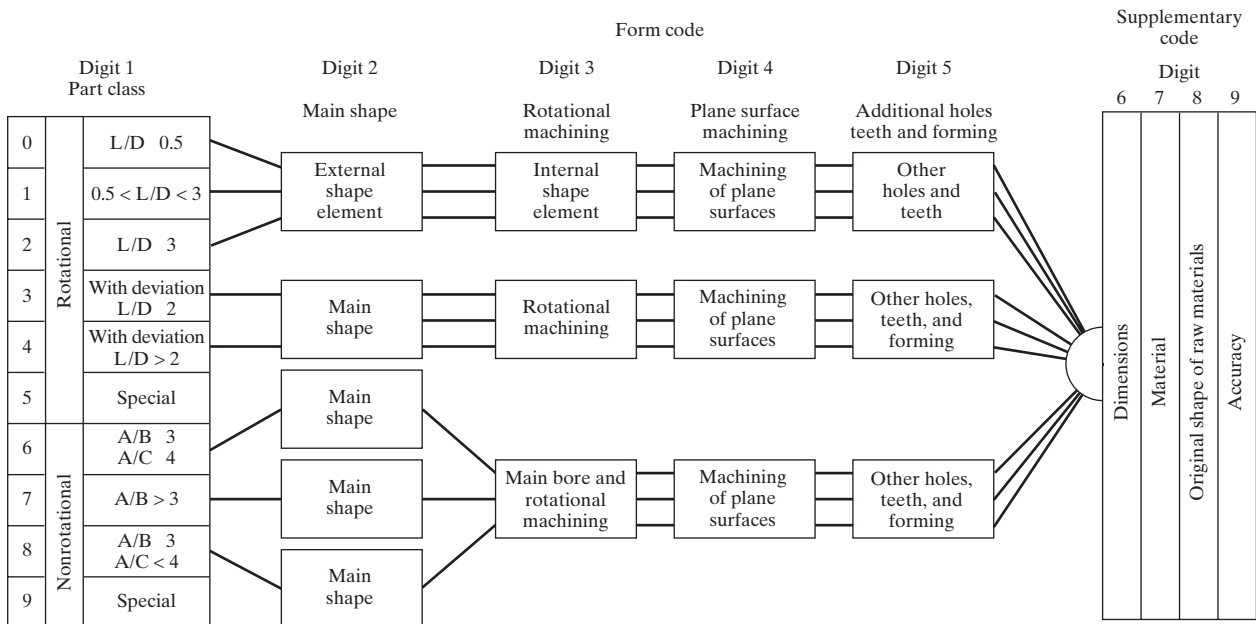 Form code
Supplementary
code
Digit 1
Part class
Digit 2
Digit 3
Digit 4
Digit 5
Digit
6 7 8 9
Main shape
Rotational
machining
Plane surface
machining
Additional holes
teeth and forming
0
1
2
3
4
5
6
7
8
9
Rotational
Nonrotational
L/D 0.5
0.5 < L/D < 3
L/D 3
With deviation
L/D 2
With deviation
L/D > 2
Special
A/B 3
A/C 4
A/B > 3
A/B 3
A/C < 4
Special
External
shape
element
Internal
shape
element
Machining
of plane
surfaces
Other
holes and
teeth
Main
shape
Rotational
machining
Machining
of plane
surfaces
Other holes,
teeth, and
forming
Main
shape
Main
shape
Main
shape
Main bore and
rotational
machining
Machining
of plane
surfaces
Other holes,
teeth, and
forming
Dimensions
Material
Original shape of raw materials
Accuracy